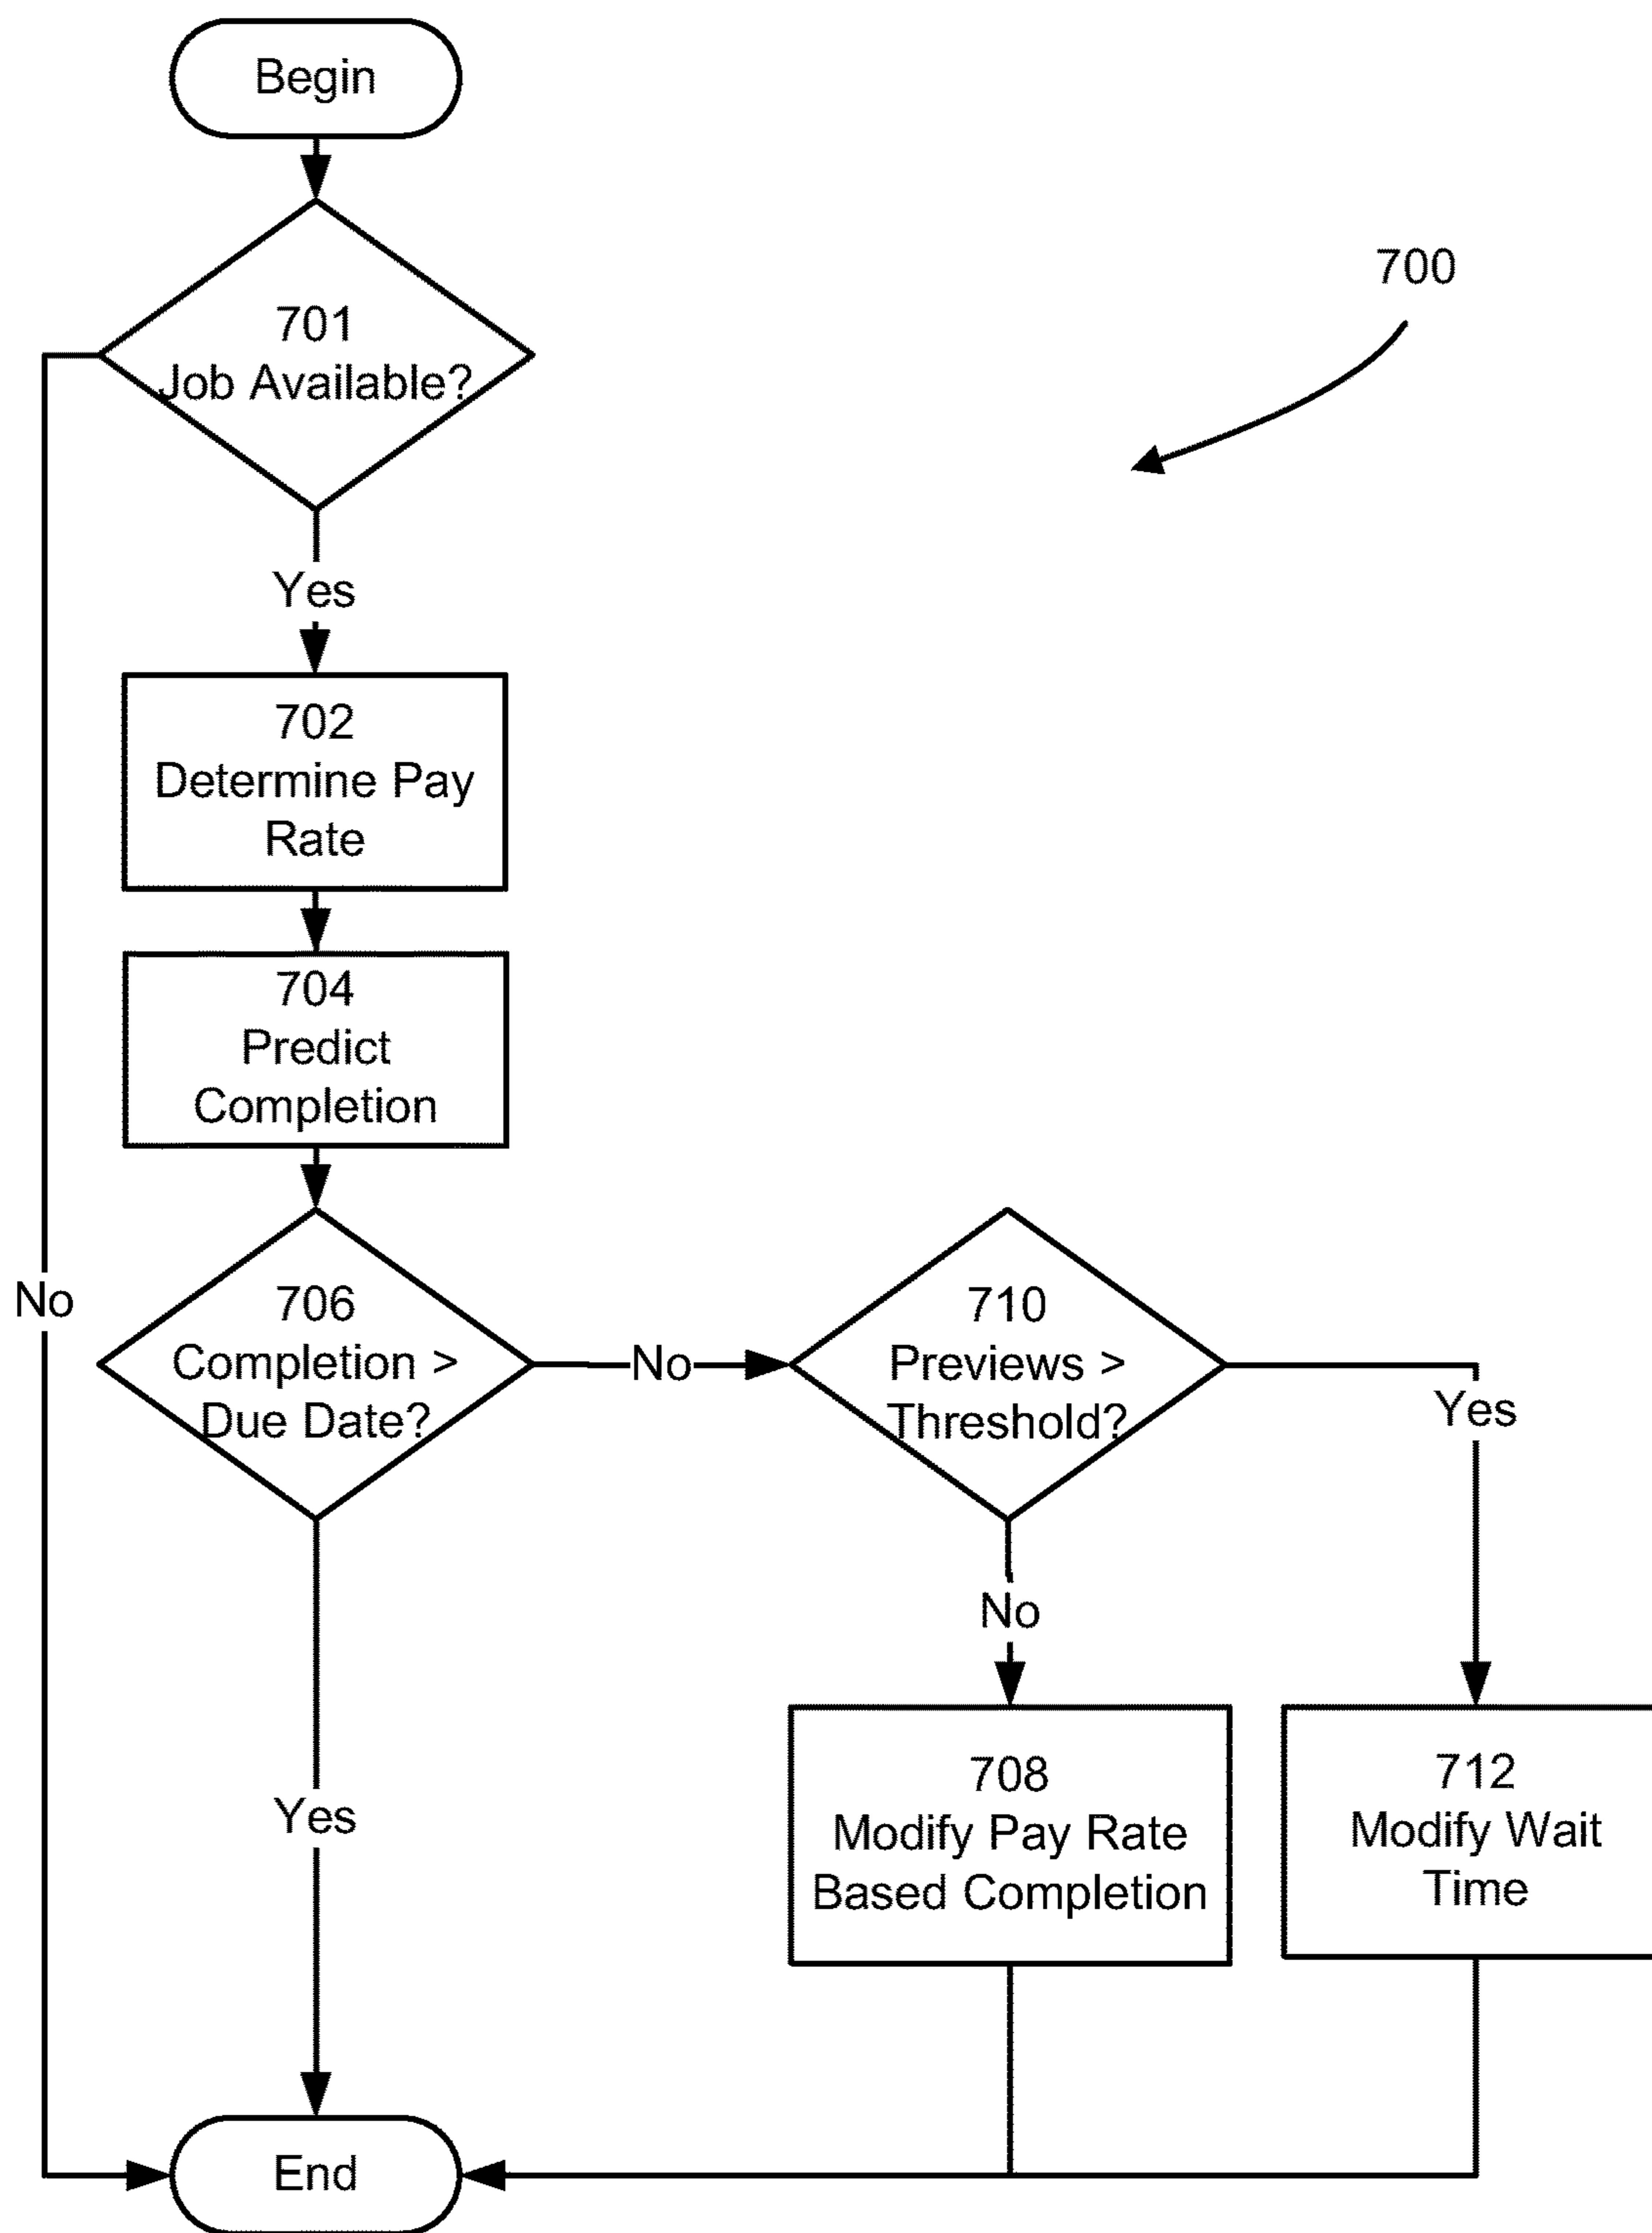 Begin
700
701
Job Available?
Yes
702
Determine Pay
Rate
704
Predict
Completion
No
706
Completion >
Due Date?
No
710
Previews >
Threshold?
Yes
No
708
Modify Pay Rate
Based Completion
712
Modify Wait
Time
Yes
End